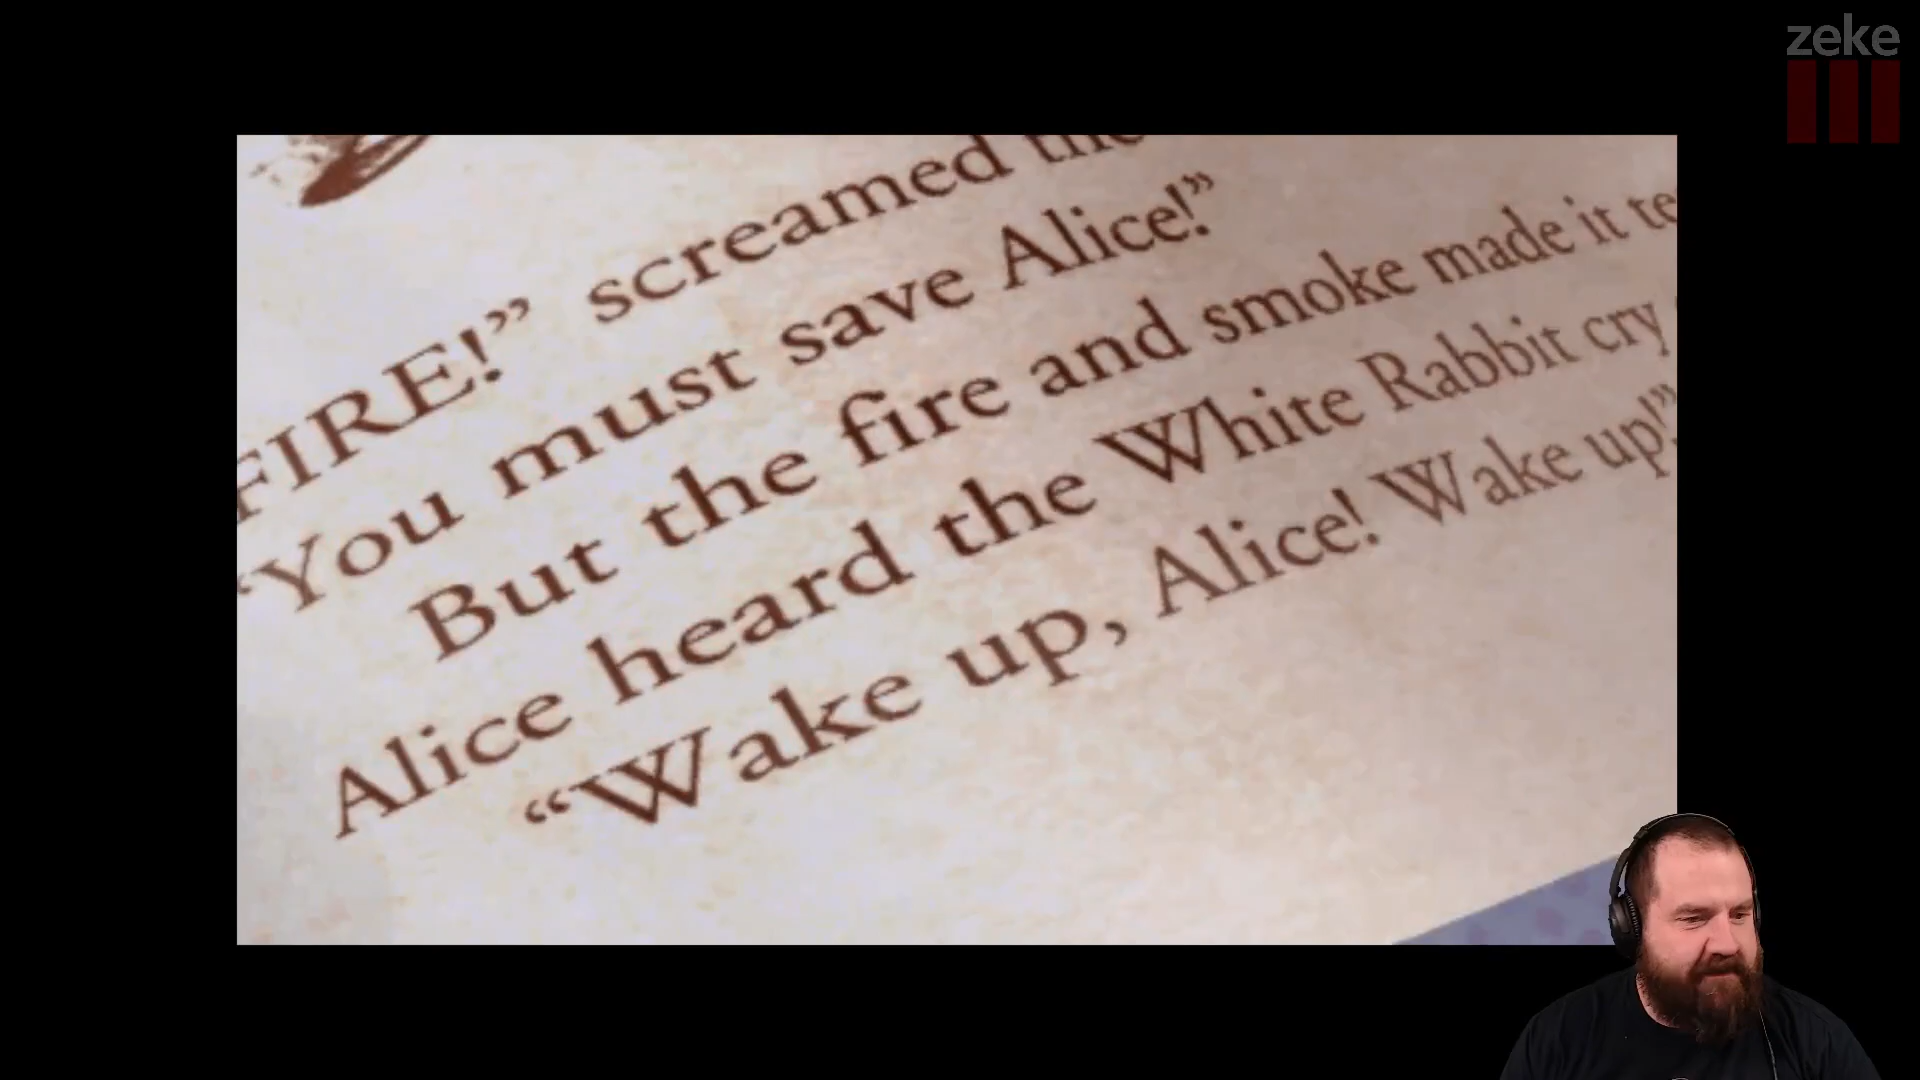 zeke
FIRE!” screamed the
“You must save Alice!”
But the fire and smoke made it
Alice heard the White Rabbit cry
“Wake up, Alice! Wake up!”